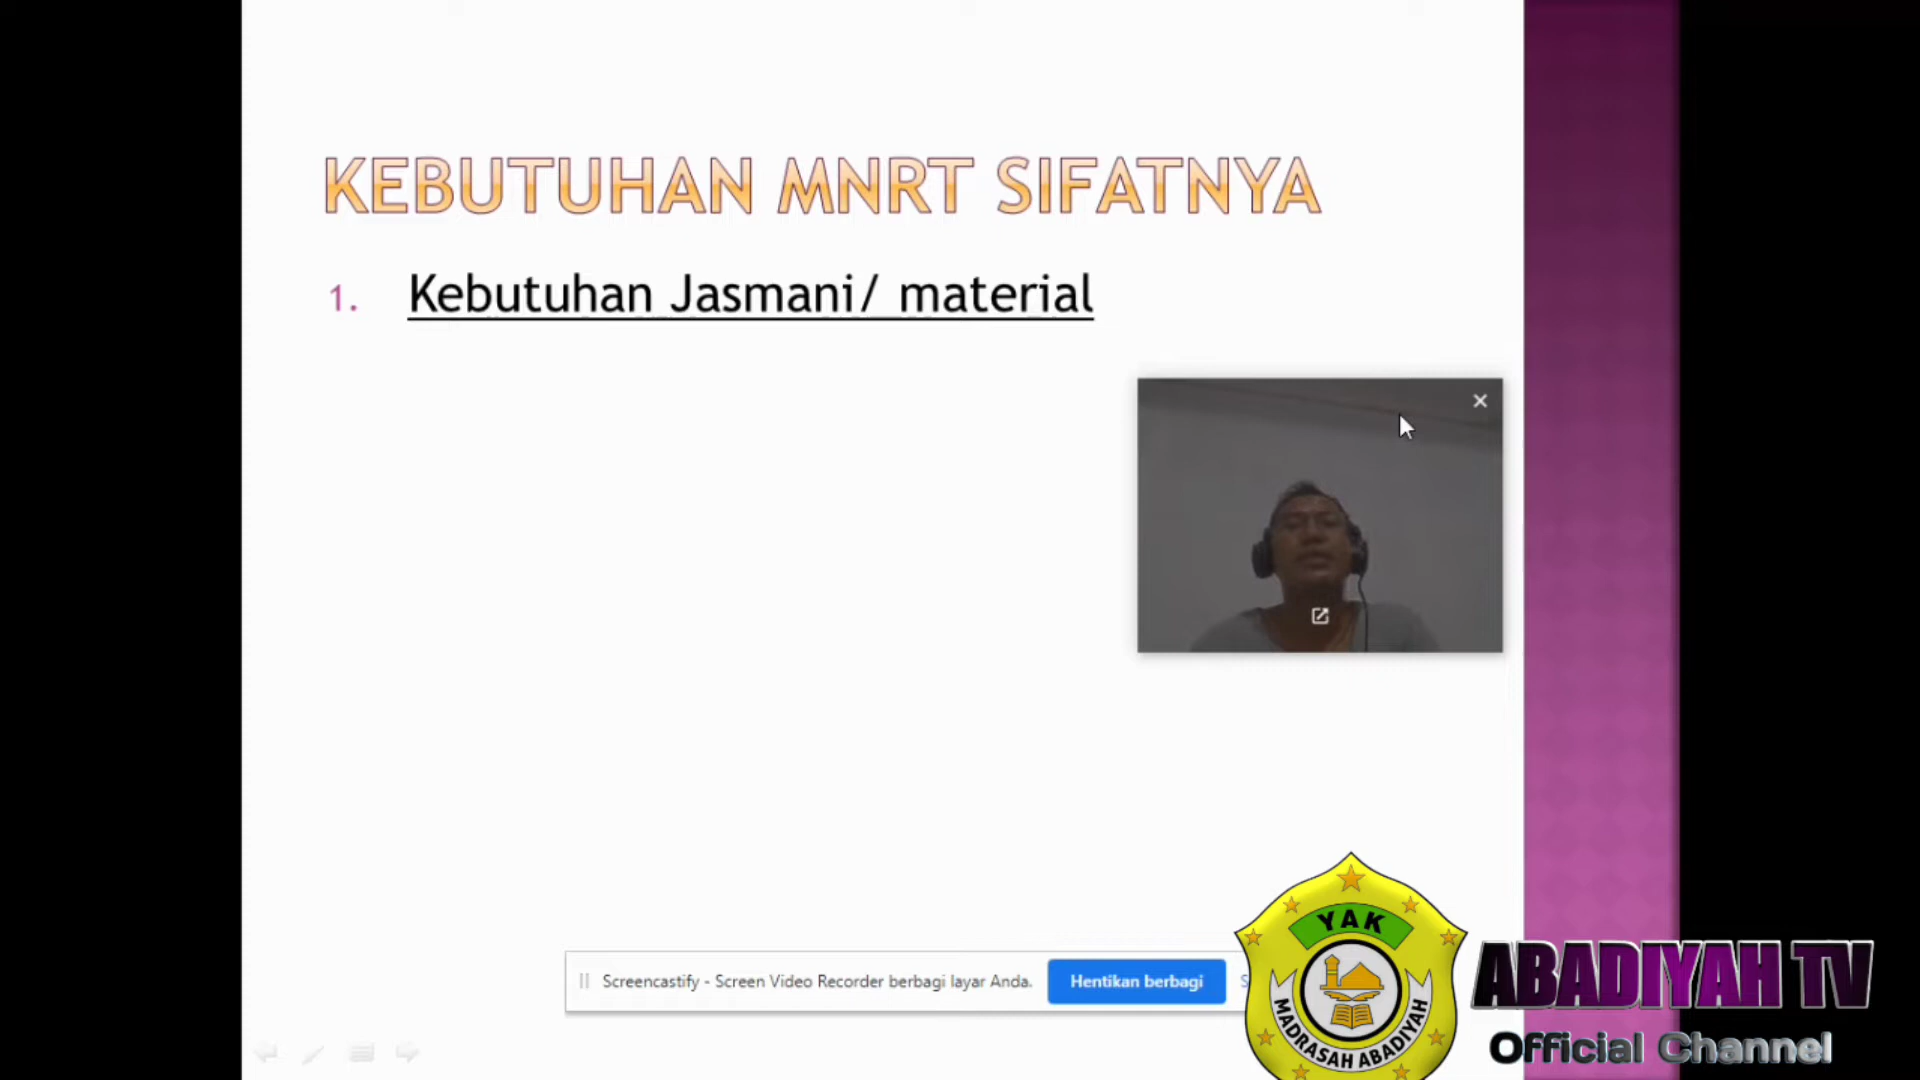 KEBUTUHAN MNRT SIFATNYA
1. Kebutuhan Jasmani/ material
Screencastify - Screen Video Recorder berbagi layar Anda.
Hentikan berbagi
YAK
MADRASAH ABADIYAH
ABADIYAH TV
Official Channel